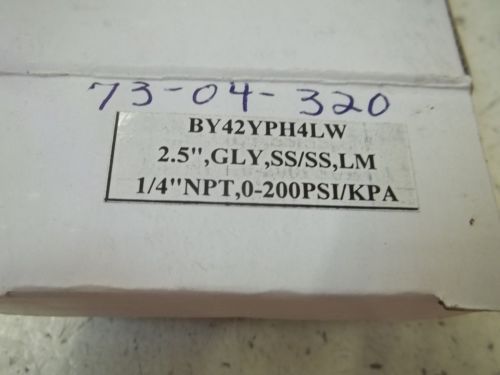 73-04-320
BY42YPH4LW
2.5",GLY,SS/SS,LM
1/4"NPT,0-200PSI/KPA